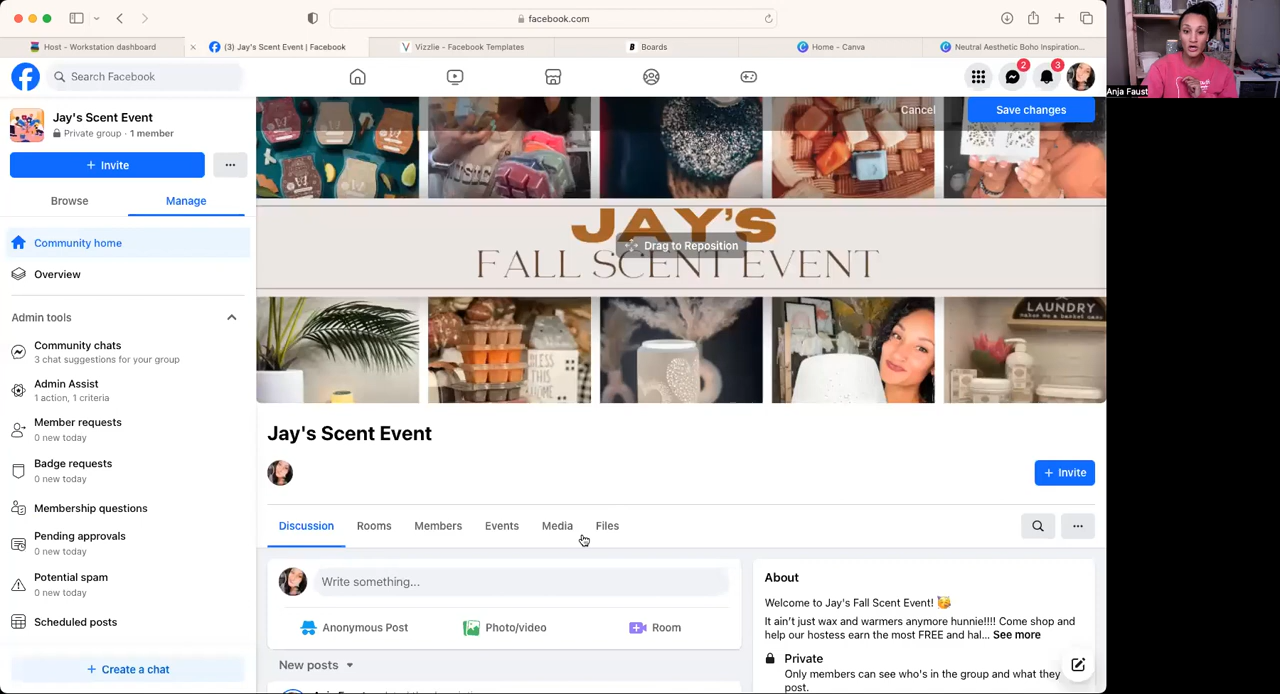 facebook.com
Host - Workstation dashboard
(3) Jay's Scent Event | Facebook
Vizzlie - Facebook Templates
Boards
Home - Canva
Neutral Aesthetic Boho Inspiration...
Search Facebook
2
3
Anja Faust
Jay's Scent Event
Private group · 1 member
+ Invite
Browse
Manage
Community home
Overview
Admin tools
Community chats
3 chat suggestions for your group
Admin Assist
1 action, 1 criteria
Member requests
0 new today
Badge requests
0 new today
Membership questions
Pending approvals
0 new today
Potential spam
0 new today
Scheduled posts
+ Create a chat
Cancel
Save changes
JAY'S
Drag to Reposition
FALL SCENT EVENT
BLESS
THIS
HOME
LAUNDRY
Jay's Scent Event
+ Invite
Discussion
Rooms
Members
Events
Media
Files
Write something...
Anonymous Post
Photo/video
Room
New posts
About
Welcome to Jay's Fall Scent Event! 🥰
It ain't just wax and warmers anymore hunnie!!!! Come shop and
help our hostess earn the most FREE and hal... See more
Private
Only members can see who's in the group and what they
post.